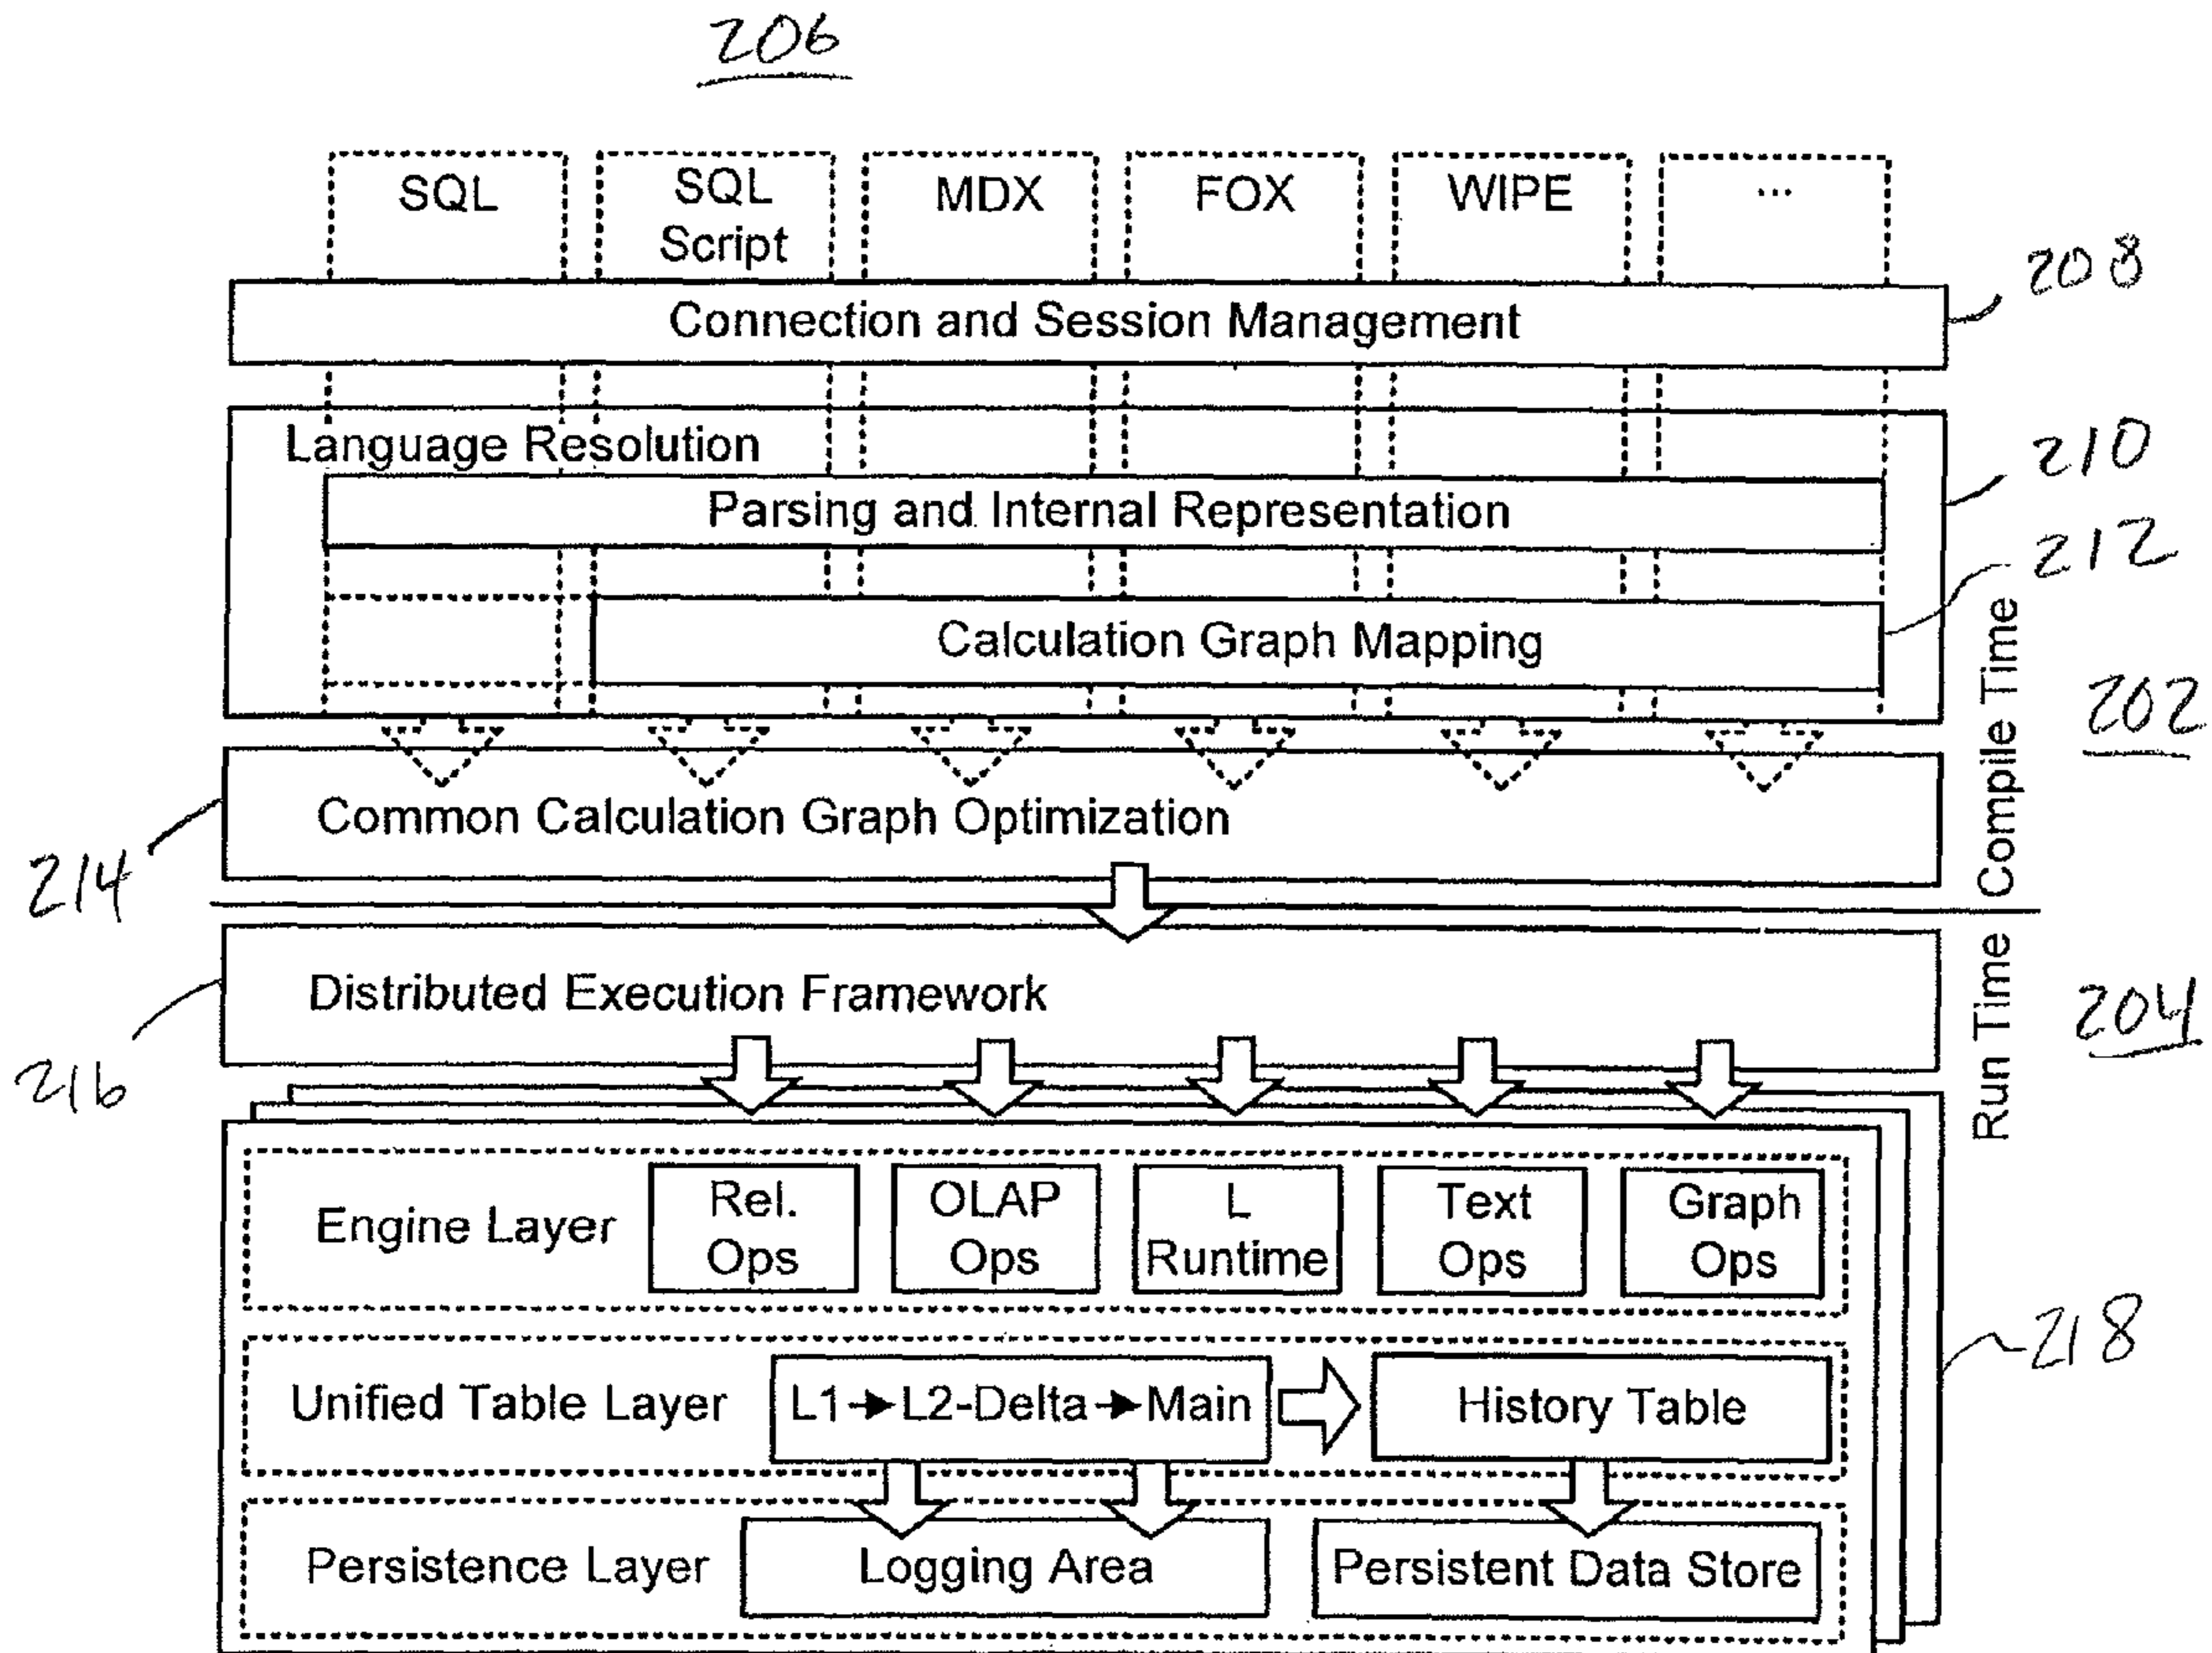 206
SQL
SQL
Script
MDX
FOX
WIPE
...
Connection and Session Management
208
Language Resolution
210
Parsing and Internal Representation
212
Calculation Graph Mapping
Compile Time
202
Common Calculation Graph Optimization
214
Distributed Execution Framework
216
Run Time
204
Engine Layer
Rel.
Ops
OLAP
Ops
L
Runtime
Text
Ops
Graph
Ops
218
Unified Table Layer
L1→L2-Delta→Main
History Table
Persistence Layer
Logging Area
Persistent Data Store